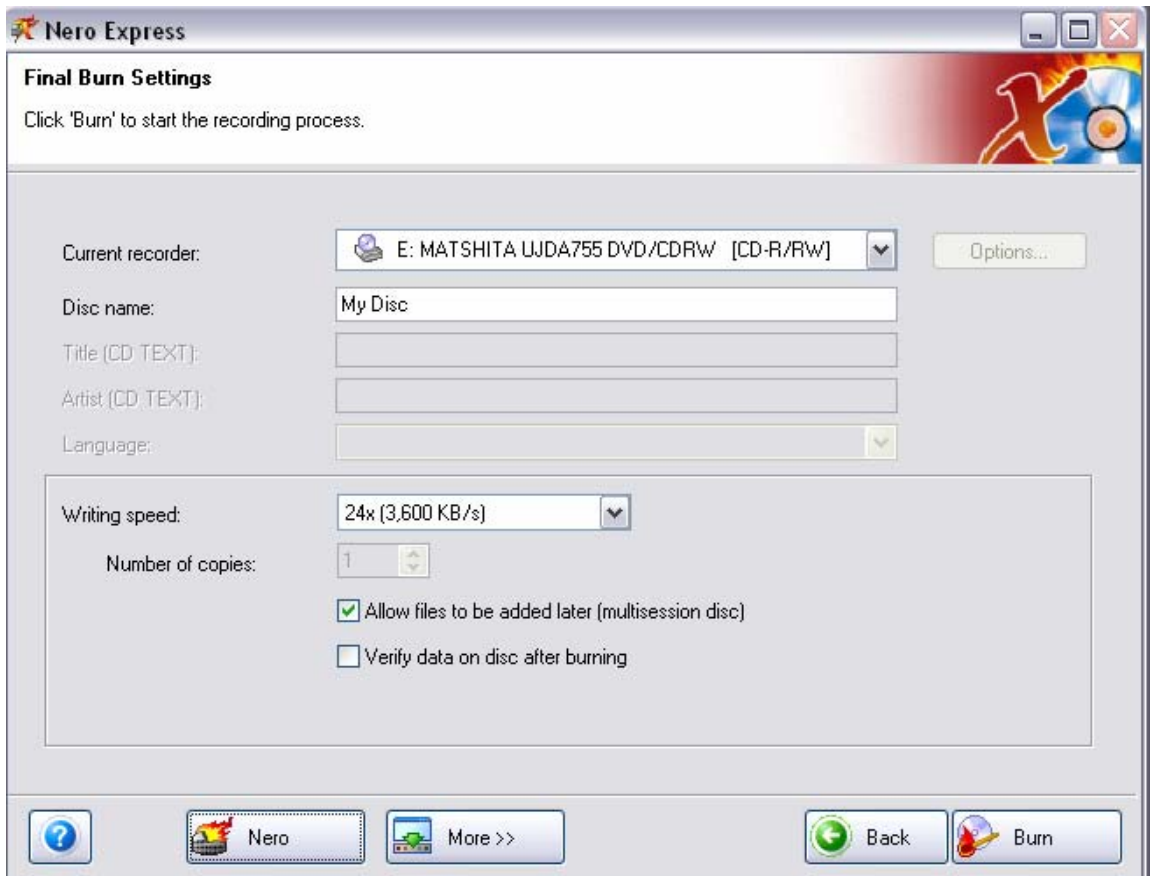 Nero Express
Final Burn Settings
Click 'Burn' to start the recording process.
Current recorder: E: MATSHITA UJDA755 DVD/CDRW [CD-R/RW] Options...
Disc name: My Disc
Title (CD TEXT):
Artist (CD TEXT):
Language:
Writing speed: 24x (3,600 KB/s)
Number of copies: 1
Allow files to be added later (multisession disc)
Verify data on disc after burning
? Nero More >> Back Burn